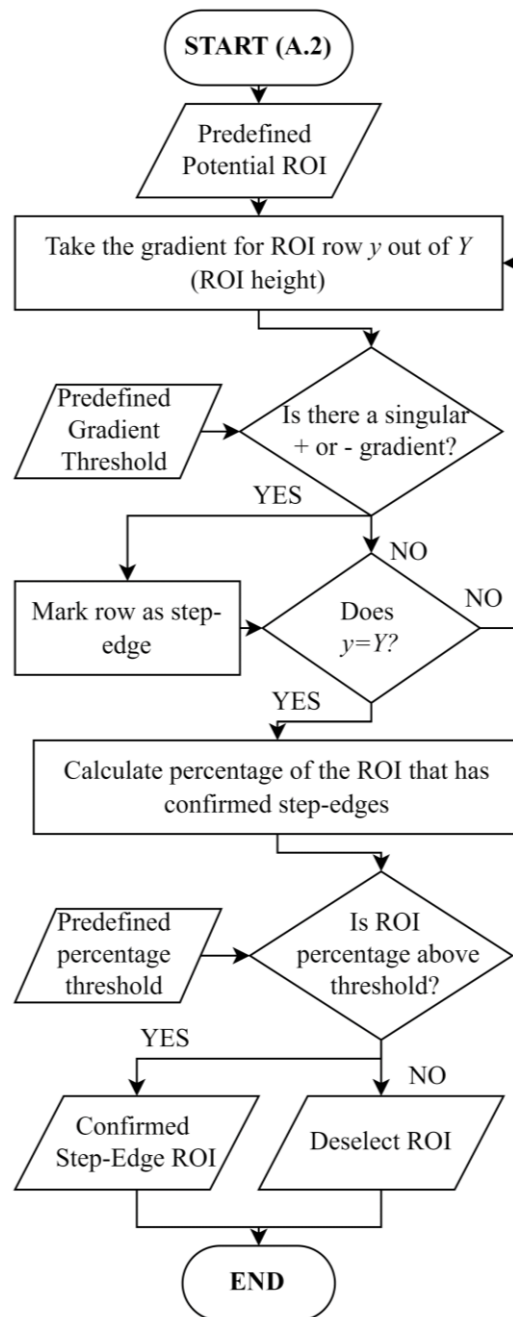 START (A.2)
Predefined
Potential ROI
Take the gradient for ROI row y out of Y
(ROI height)
Predefined
Gradient
Threshold
Is there a singular
+ or - gradient?
YES
NO
Mark row as step-
edge
Does
y=Y?
NO
YES
Calculate percentage of the ROI that has
confirmed step-edges
Predefined
percentage
threshold
Is ROI
percentage above
threshold?
YES
NO
Confirmed
Step-Edge ROI
Deselect ROI
END